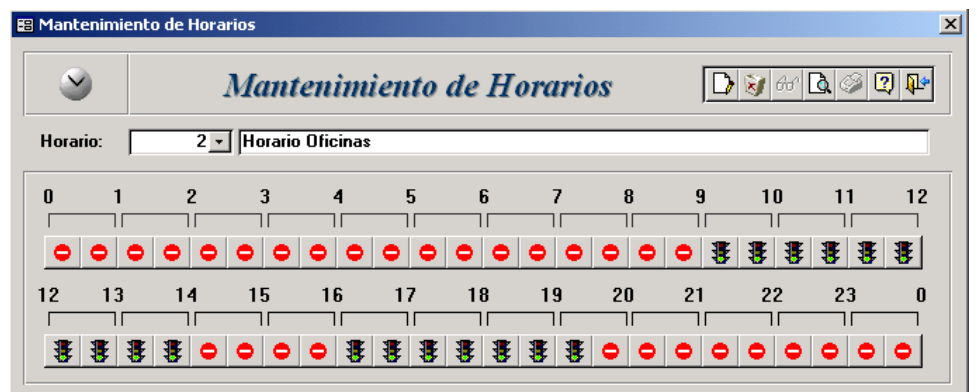 Mantenimiento de Horarios
Mantenimiento de Horarios
Horario: 2 Horario Oficinas
0 1 2 3 4 5 6 7 8 9 10 11 12
12 13 14 15 16 17 18 19 20 21 22 23 0